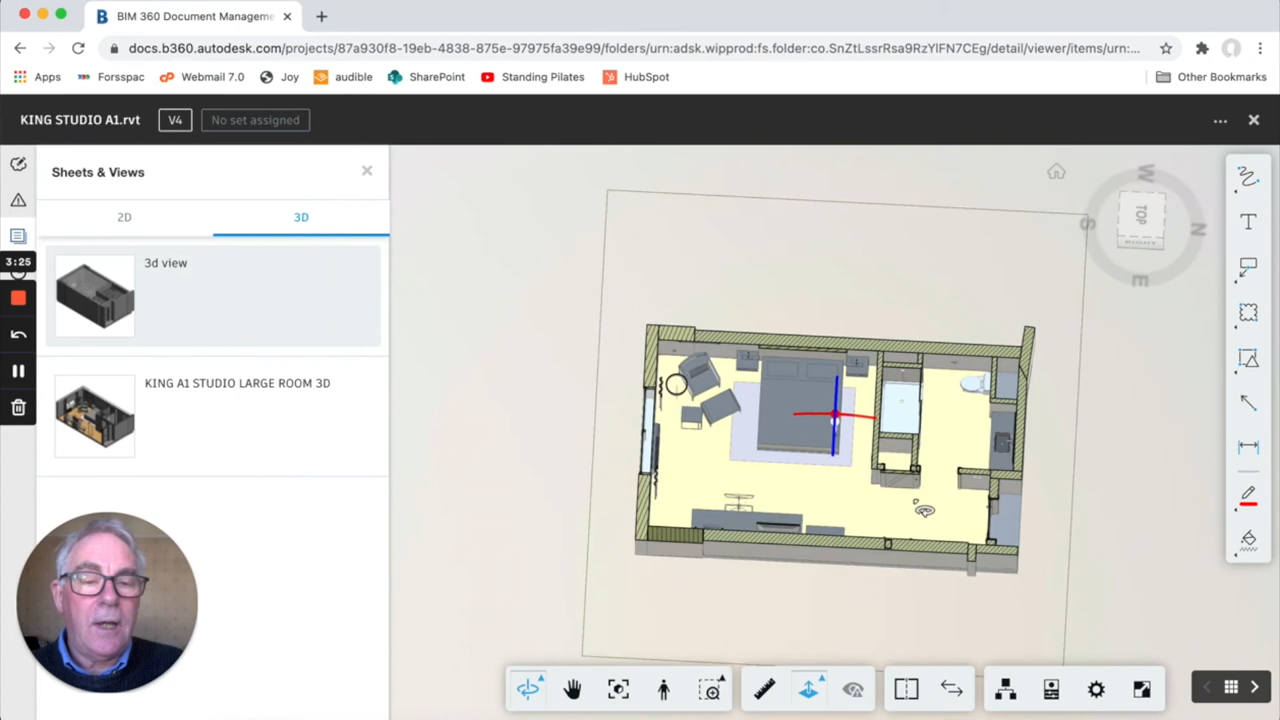 BIM 360 Document Manageme
docs.b360.autodesk.com/projects/87a930f8-19eb-4838-875e-97975fa39e99/folders/urn:adsk.wipprod:fs.folder:co.SnZtLssrRsa9RzYlFN7CEg/detail/viewer/items/urn:...
Apps Forsspac Webmail 7.0 Joy audible SharePoint Standing Pilates HubSpot Other Bookmarks
KING STUDIO A1.rvt V4 No set assigned
Sheets & Views
2D 3D
3d view
3:25
KING A1 STUDIO LARGE ROOM 3D
W
S TOP N
E
T